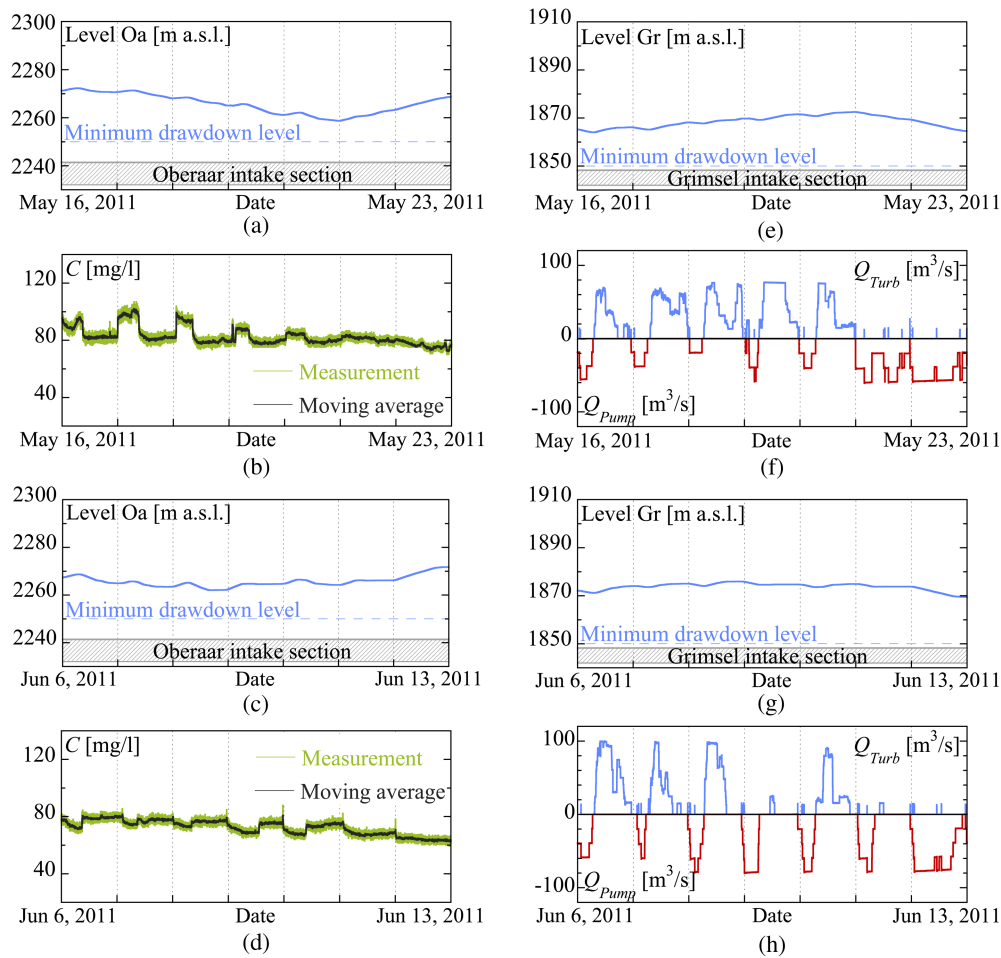 2300
Level Oa [m a.s.l.]
2280
2260
Minimum drawdown level
2240
Oberaar intake section
May 16, 2011 Date May 23, 2011
(a)
1910
Level Gr [m a.s.l.]
1890
1870
Minimum drawdown level
1850
Grimsel intake section
May 16, 2011 Date May 23, 2011
(e)
120
C [mg/l]
80
Measurement
40
Moving average
May 16, 2011 Date May 23, 2011
(b)
100
Q_Turb [m³/s]
0
Q_Pump [m³/s]
-100
May 16, 2011 Date May 23, 2011
(f)
2300
Level Oa [m a.s.l.]
2280
2260
Minimum drawdown level
2240
Oberaar intake section
Jun 6, 2011 Date Jun 13, 2011
(c)
1910
Level Gr [m a.s.l.]
1890
1870
Minimum drawdown level
1850
Grimsel intake section
Jun 6, 2011 Date Jun 13, 2011
(g)
120
C [mg/l]
Measurement
Moving average
80
40
Jun 6, 2011 Date Jun 13, 2011
(d)
100
Q_Turb [m³/s]
0
Q_Pump [m³/s]
-100
Jun 6, 2011 Date Jun 13, 2011
(h)